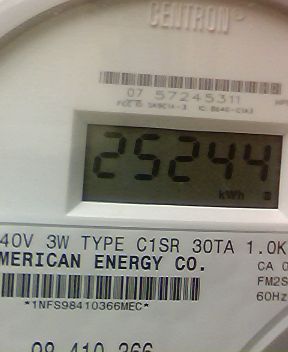 CENTRON
07 57245311
25244
kWh
40V 3W TYPE C1SR 30TA 1.0K
MERICAN ENERGY CO.
CA 0
FM2S
60Hz
*1NFS98410366MEC*
98 410 366